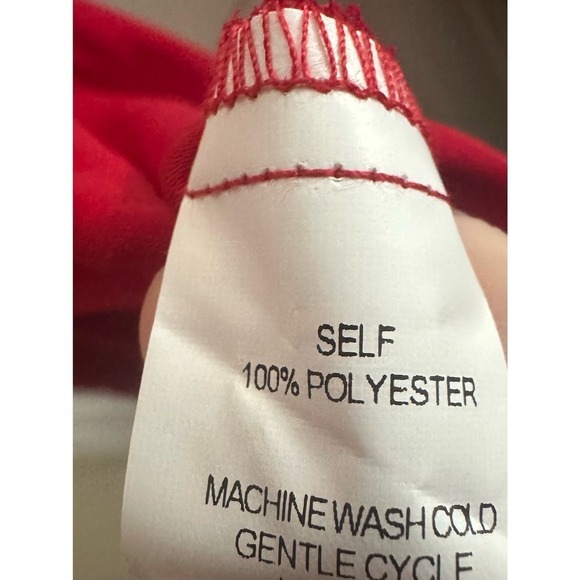 SELF
100% POLYESTER
MACHINE WASH COLD
GENTLE CYCLE